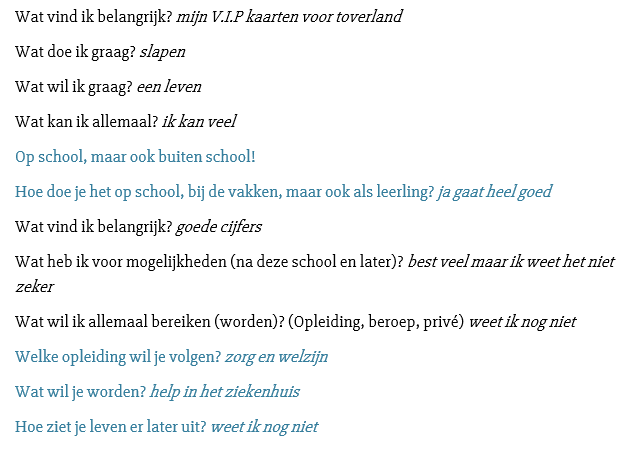 Wat vind ik belangrijk? mijn V.I.P kaarten voor toverland
Wat doe ik graag? slapen
Wat wil ik graag? een leven
Wat kan ik allemaal? ik kan veel
Op school, maar ook buiten school!
Hoe doe je het op school, bij de vakken, maar ook als leerling? ja gaat heel goed
Wat vind ik belangrijk? goede cijfers
Wat heb ik voor mogelijkheden (na deze school en later)? best veel maar ik weet het niet
zeker
Wat wil ik allemaal bereiken (worden)? (Opleiding, beroep, privé) weet ik nog niet
Welke opleiding wil je volgen? zorg en welzijn
Wat wil je worden? help in het ziekenhuis
Hoe ziet je leven er later uit? weet ik nog niet